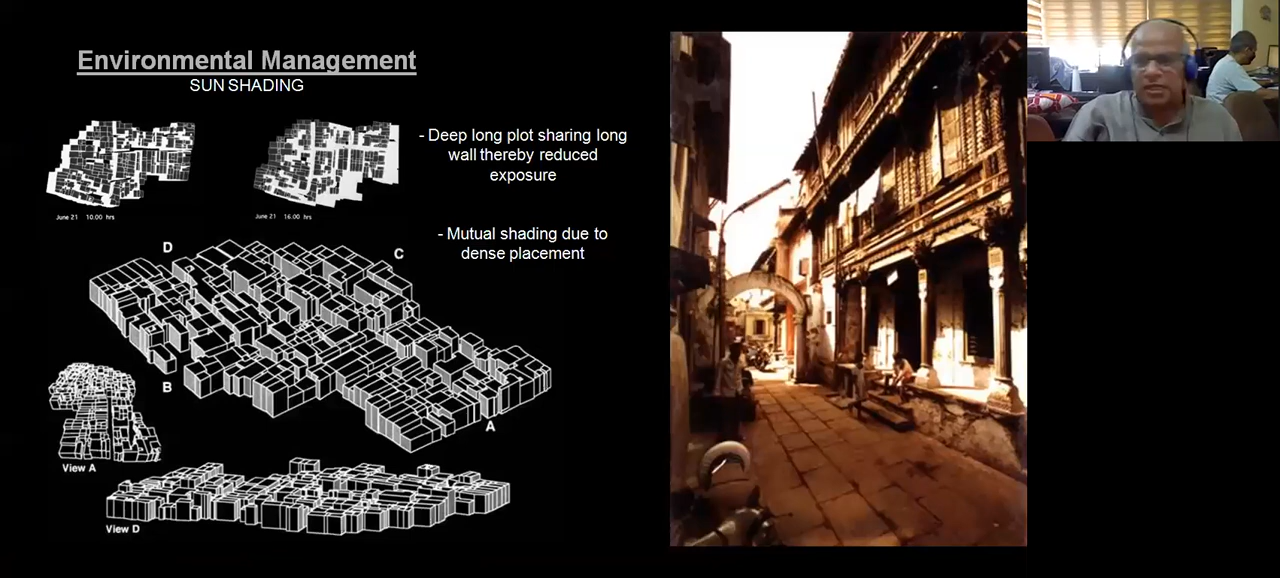 Environmental Management
SUN SHADING
- Deep long plot sharing long
wall thereby reduced
exposure
- Mutual shading due to
dense placement
June 21 10.00 hrs
June 21 16.00 hrs
D
C
B
A
View A
View D